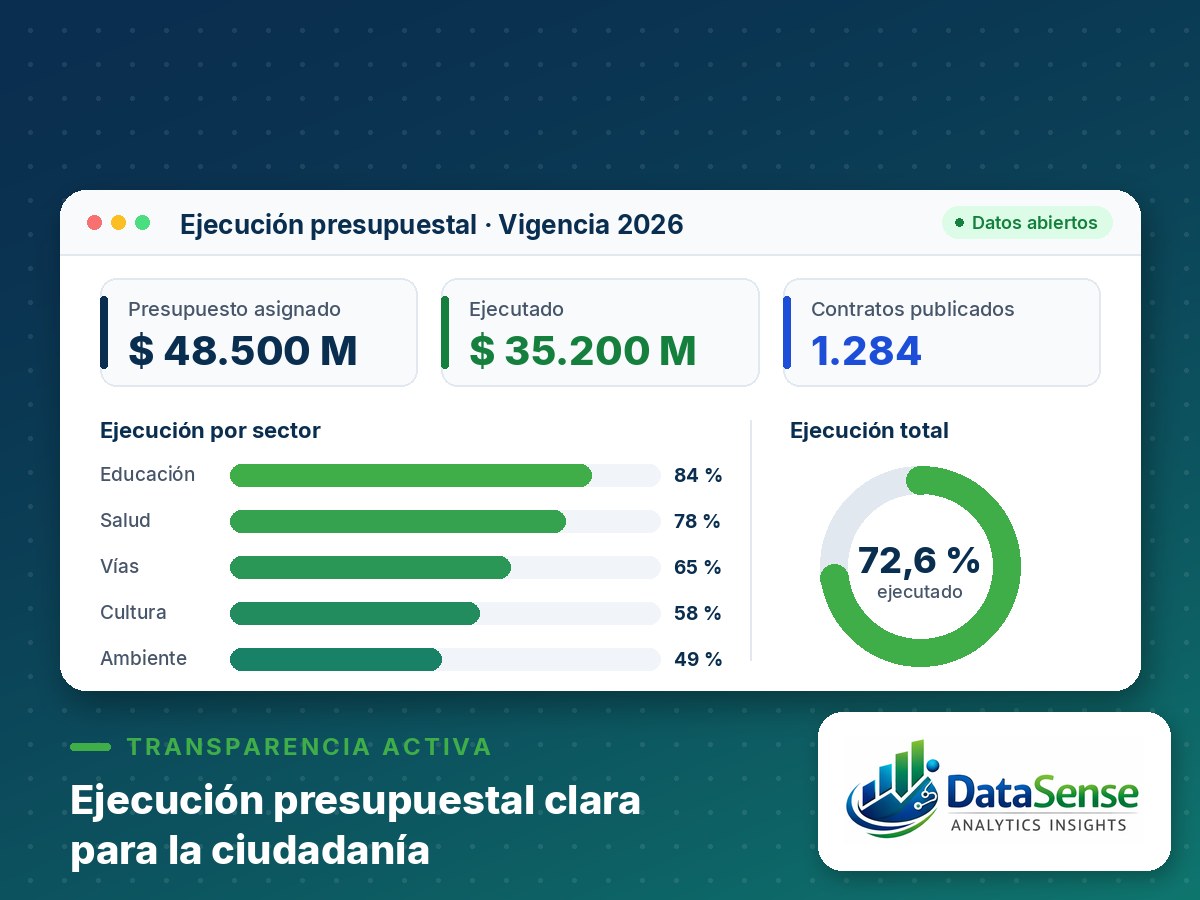 Ejecución presupuestal · Vigencia 2026
Datos abiertos
Presupuesto asignado
$ 48.500 M
Ejecutado
$ 35.200 M
Contratos publicados
1.284
Ejecución por sector
Educación 84 %
Salud 78 %
Vías 65 %
Cultura 58 %
Ambiente 49 %
Ejecución total
72,6 %
ejecutado
TRANSPARENCIA ACTIVA
Ejecución presupuestal clara
para la ciudadanía
DataSense
ANALYTICS INSIGHTS